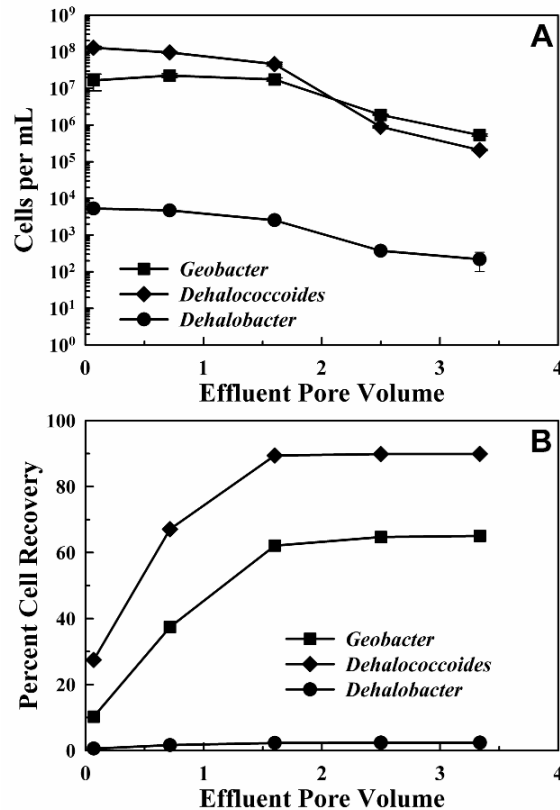 A
10⁹
10⁸
10⁷
10⁶
10⁵
10⁴
10³
10²
10¹
10⁰
Cells per mL
Geobacter
Dehalococcoides
Dehalobacter
0 1 2 3 4
Effluent Pore Volume
B
100
80
60
40
20
0
Percent Cell Recovery
Geobacter
Dehalococcoides
Dehalobacter
0 1 2 3 4
Effluent Pore Volume